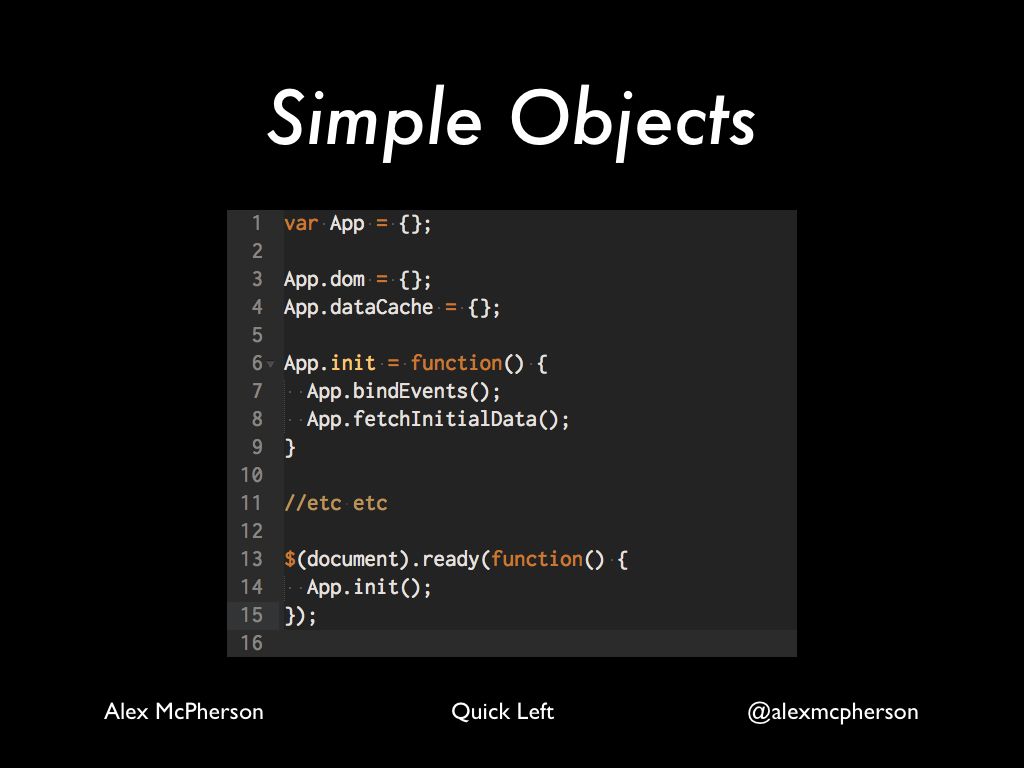 Simple Objects
1 var App = {};
2
3 App.dom = {};
4 App.dataCache = {};
5
6 App.init = function() {
7   App.bindEvents();
8   App.fetchInitialData();
9 }
10
11 //etc etc
12
13 $(document).ready(function() {
14   App.init();
15 });
16
Alex McPherson Quick Left @alexmcpherson